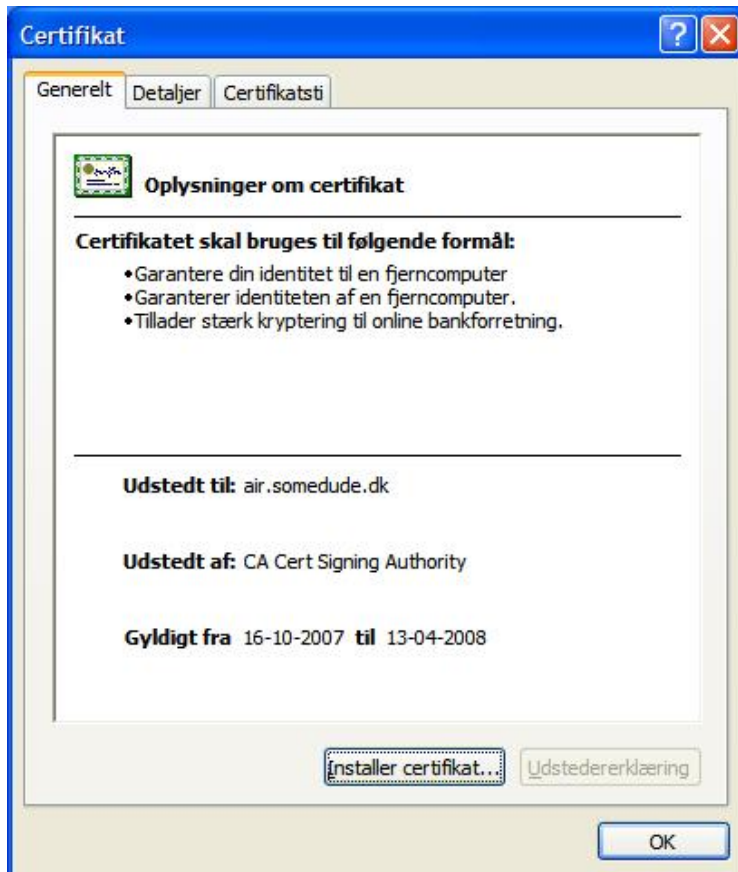 Certifikat
Generelt Detaljer Certifikatsti
Oplysninger om certifikat
Certifikatet skal bruges til følgende formål:
•Garantere din identitet til en fjerncomputer
•Garanterer identiteten af en fjerncomputer.
•Tillader stærk kryptering til online bankforretning.
Udstedt til: air.somedude.dk
Udstedt af: CA Cert Signing Authority
Gyldigt fra 16-10-2007 til 13-04-2008
Installer certifikat... Udstedererklæring
OK